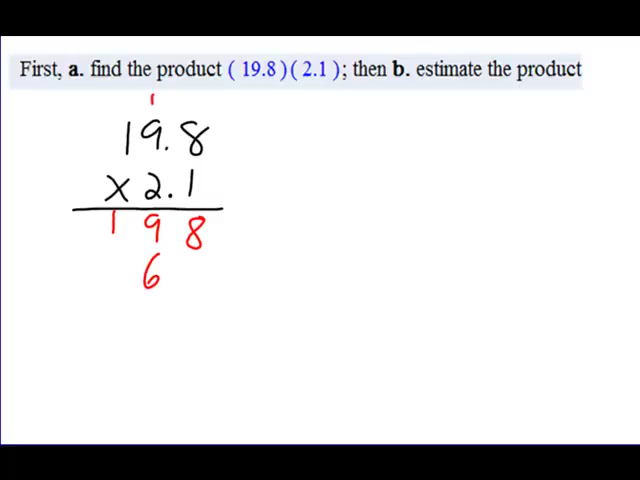 First, a. find the product ( 19.8 ) ( 2.1 ) ; then b. estimate the product
1
19.8
x 2.1
1 9 8
6